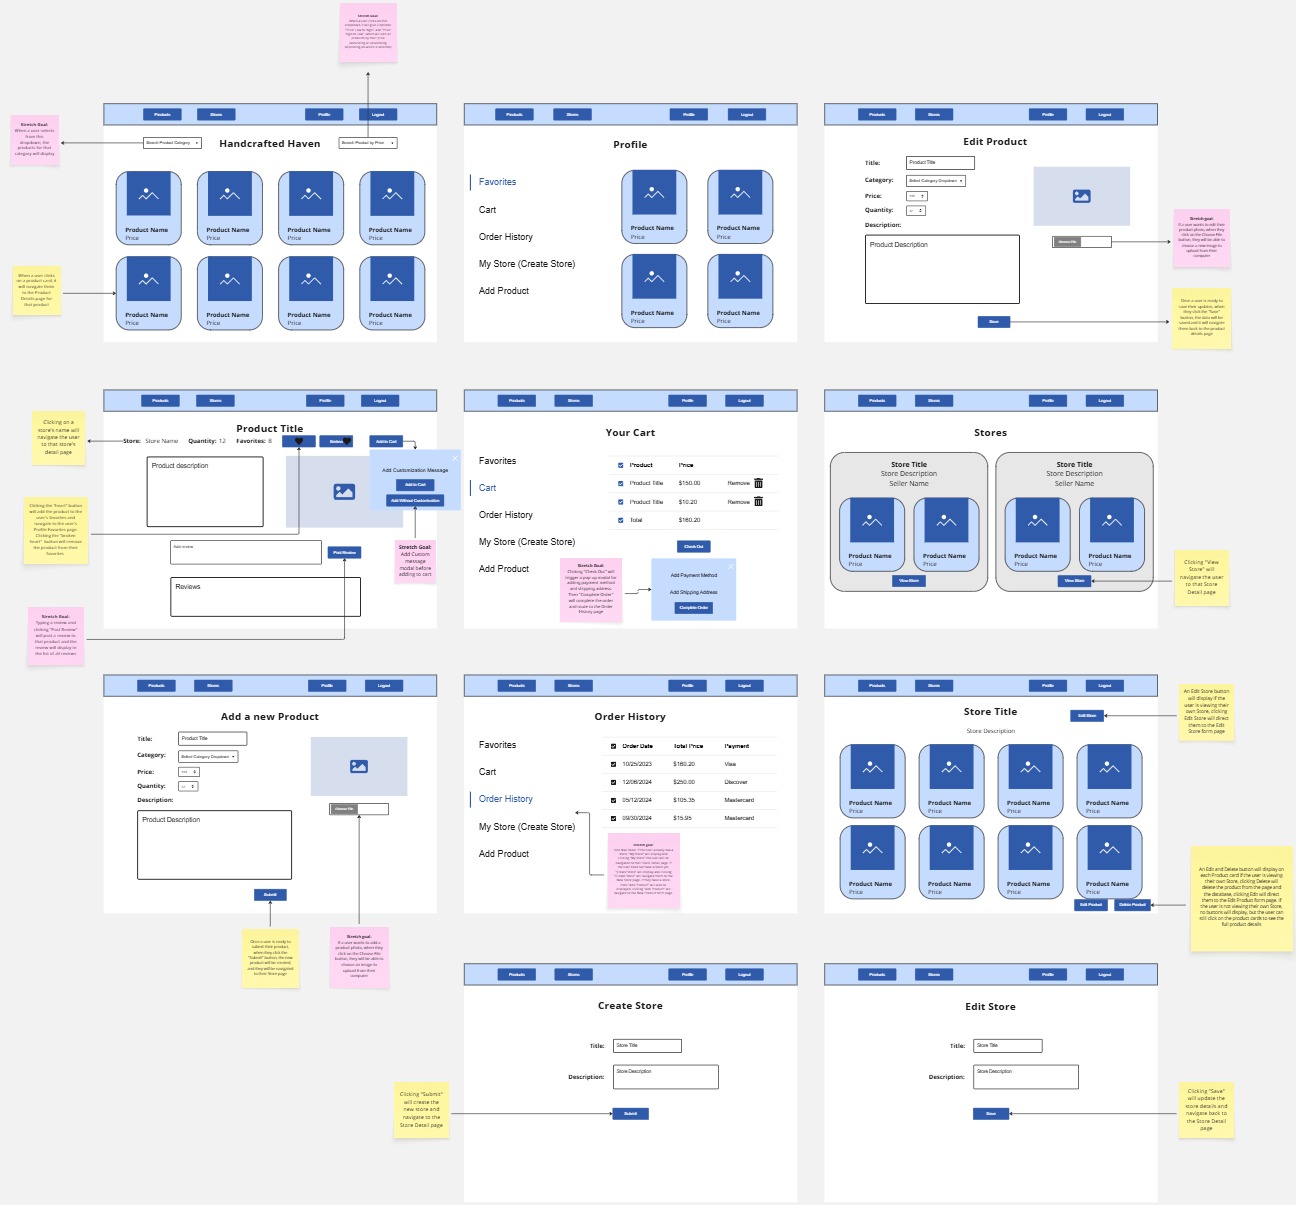 Stretch Goal:
When a user selects
from this
dropdown, the
products for that
category will display
Products
Stores
Profile
Logout
Search Product Category
Handcrafted Haven
Search Product by Price
Product Name
Price
Product Name
Price
Product Name
Price
Product Name
Price
Product Name
Price
Product Name
Price
Product Name
Price
Product Name
Price
When a user clicks
on a product card, it
will navigate them
to the Product
Details page for
that product
Products
Stores
Profile
Logout
Profile
Favorites
Cart
Order History
My Store (Create Store)
Add Product
Product Name
Price
Product Name
Price
Product Name
Price
Product Name
Price
Products
Stores
Profile
Logout
Edit Product
Title:
Product Title
Category:
Select Category Dropdown
Price:
Quantity:
Description:
Product Description
Choose File
Save
Stretch goal:
If a user wants to edit their
product photo, when they
click on the Choose File
button, they will be able to
choose a new image to
upload from their
computer
Once a user is ready to
save their updates, when
they click the "Save"
button, the data will be
saved and it will navigate
them back to the product
details page
Clicking on a
store's name will
navigate the user
to that store's
detail page
Products
Stores
Profile
Logout
Product Title
Store: Store Name
Quantity: 12
Favorites: 8
Add to Cart
Product description
Add Customization Message
Add to Cart
Add Without Customization
Add review
Post Review
Reviews
Clicking the "heart" button
will add the product to the
user's favorites and
navigate to the user's
Profile Favorites page.
Clicking the "broken
heart" button will remove
the product from their
favorites
Stretch Goal:
Add Custom
message
modal before
adding to cart
Stretch Goal:
Typing a review and
clicking "Post Review"
will post a review to
that product and the
review will display in
the list of all reviews
Products
Stores
Profile
Logout
Your Cart
Favorites
Cart
Order History
My Store (Create Store)
Add Product
Product Price
Product Title $150.00 Remove
Product Title $10.20 Remove
Total $160.20
Check Out
Stretch Goal:
Clicking "Check Out" will
trigger a pop up modal for
adding payment method
and shipping address.
Then "Complete Order"
will complete the order
and route to the Order
History page
Add Payment Method
Add Shipping Address
Complete Order
Products
Stores
Profile
Logout
Stores
Store Title
Store Description
Seller Name
Product Name
Price
Product Name
Price
View Store
Store Title
Store Description
Seller Name
Product Name
Price
Product Name
Price
View Store
Clicking "View
Store" will
navigate the user
to that Store
Detail page
Products
Stores
Profile
Logout
Add a new Product
Title:
Product Title
Category:
Select Category Dropdown
Price:
Quantity:
Description:
Product Description
Choose File
Submit
Once a user is ready to
submit their product,
when they click the
"Submit" button, the new
product will be created,
and they will be navigated
to their Store page
Stretch goal:
If a user wants to add a
product photo, when they
click on the Choose File
button, they will be able to
choose an image to
upload from their
computer
Products
Stores
Profile
Logout
Order History
Favorites
Cart
Order History
My Store (Create Store)
Add Product
Order Date Total Price Payment
10/25/2023 $160.20 Visa
12/06/2024 $250.00 Discover
05/12/2024 $105.35 Mastercard
09/30/2024 $15.95 Mastercard
Products
Stores
Profile
Logout
Store Title
Edit Store
Store Description
Product Name
Price
Product Name
Price
Product Name
Price
Product Name
Price
Product Name
Price
Product Name
Price
Product Name
Price
Product Name
Price
Edit Product
Delete Product
An Edit Store button
will display if the
user is viewing their
own Store, clicking
Edit Store will direct
them to the Edit
Store form page
An Edit and Delete button will display on
each Product card if the user is viewing
their own Store, clicking Delete will
delete the product from the page and
the database, clicking Edit will direct
them to the Edit Product form page. If
the user is not viewing their own Store,
no buttons will display, but the user can
still click on the product cards to see the
full product details
Products
Stores
Profile
Logout
Create Store
Title:
Store Title
Description:
Store Description
Submit
Clicking "Submit"
will create the
new store and
navigate to the
Store Detail page
Products
Stores
Profile
Logout
Edit Store
Title:
Store Title
Description:
Store Description
Save
Clicking "Save"
will update the
store details and
navigate back to
the Store Detail
page